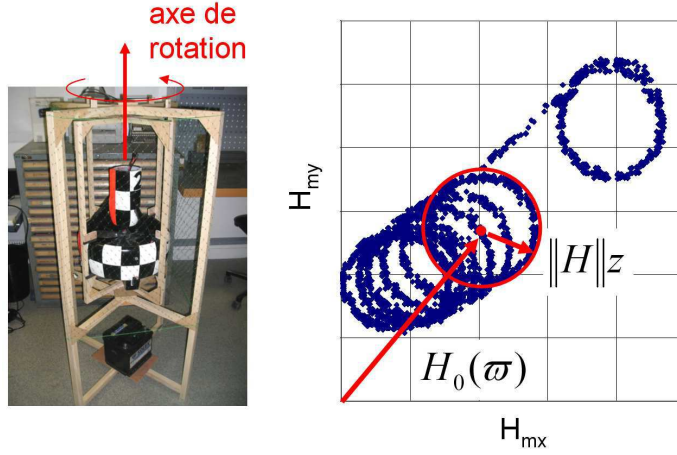 axe de
rotation
H_my
‖H‖z
H_0(ϖ)
H_mx